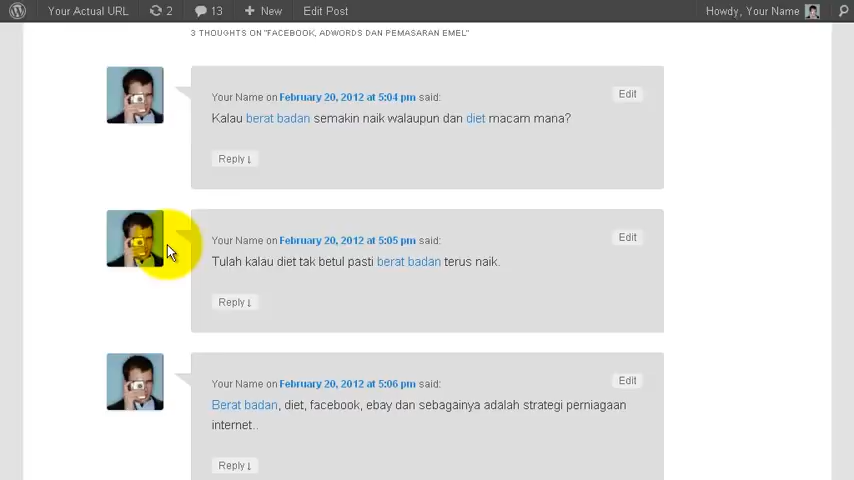 Your Actual URL 2 13 + New Edit Post Howdy, Your Name
3 THOUGHTS ON "FACEBOOK, ADWORDS DAN PEMASARAN EMEL"
Your Name on February 20, 2012 at 5:04 pm said:
Edit
Kalau berat badan semakin naik walaupun dan diet macam mana?
Reply ↓
Your Name on February 20, 2012 at 5:05 pm said:
Edit
Tulah kalau diet tak betul pasti berat badan terus naik.
Reply ↓
Your Name on February 20, 2012 at 5:06 pm said:
Edit
Berat badan, diet, facebook, ebay dan sebagainya adalah strategi perniagaan
internet..
Reply ↓